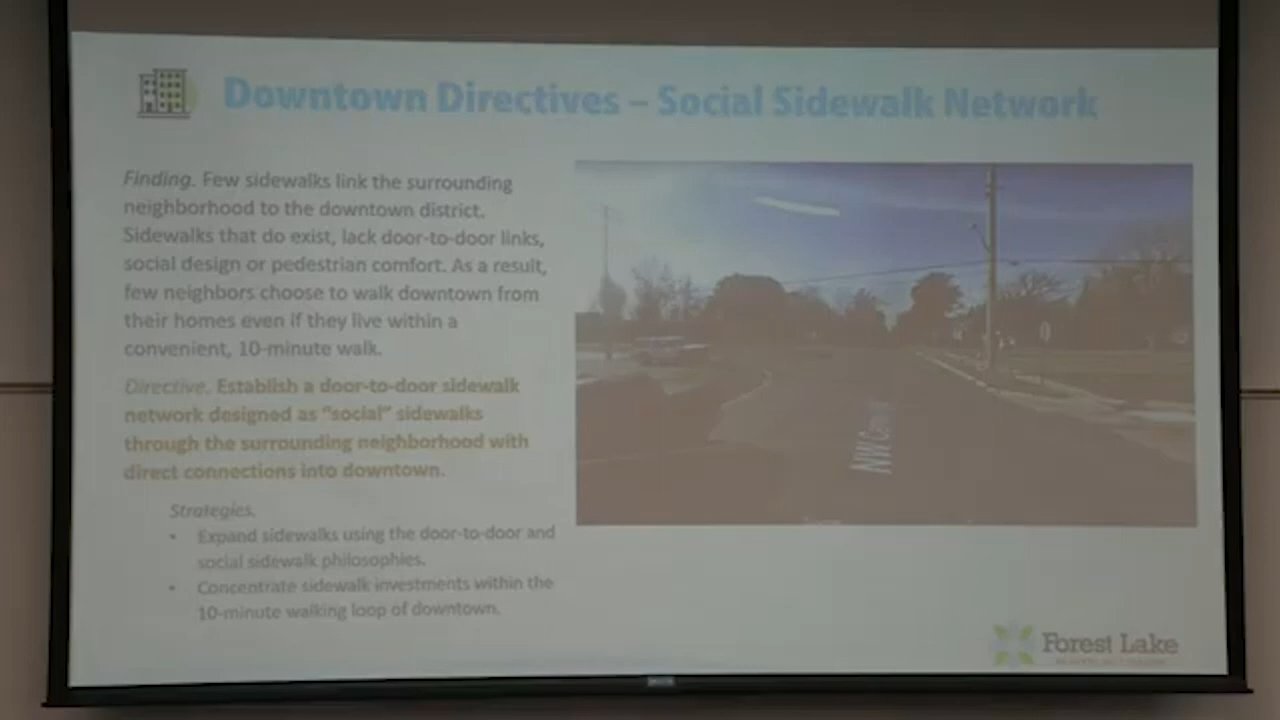 Downtown Directives – Social Sidewalk Network
Finding. Few sidewalks link the surrounding
neighborhood to the downtown district.
Sidewalks that do exist, lack door-to-door links,
social design or pedestrian comfort. As a result,
few neighbors choose to walk downtown from
their homes even if they live within a
convenient, 10-minute walk.
Directive. Establish a door-to-door sidewalk
network designed as “social” sidewalks
through the surrounding neighborhood with
direct connections into downtown.
Strategies.
• Expand sidewalks using the door-to-door and
social sidewalk philosophies.
• Concentrate sidewalk investments within the
10-minute walking loop of downtown.
NW
Forest Lake